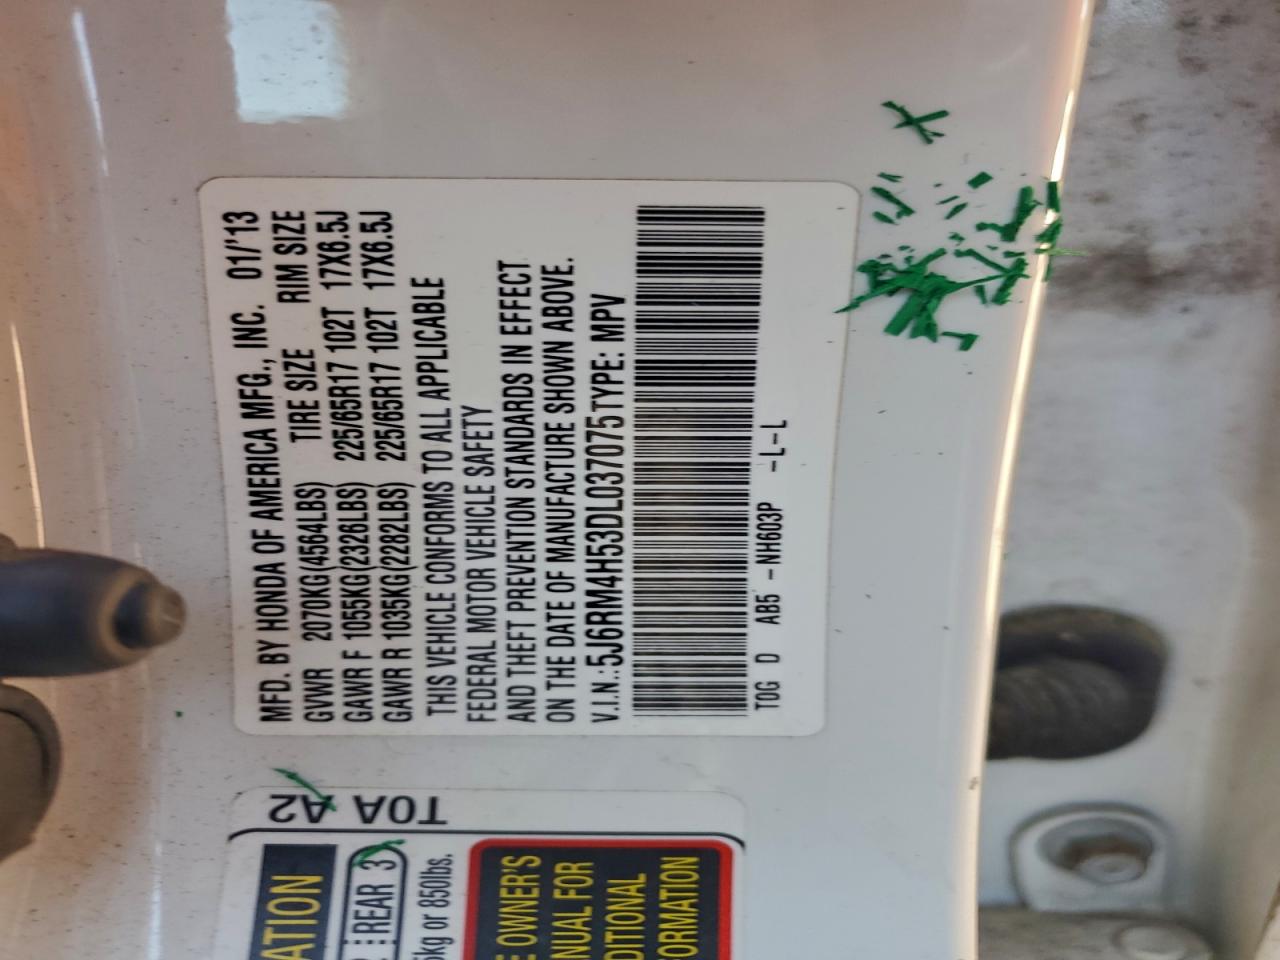 MFD. BY HONDA OF AMERICA MFG., INC. 01/'13
GVWR 2070KG(4564LBS) TIRE SIZE RIM SIZE
GAWR F 1055KG(2326LBS) 225/65R17 102T 17X6.5J
GAWR R 1035KG(2282LBS) 225/65R17 102T 17X6.5J
THIS VEHICLE CONFORMS TO ALL APPLICABLE
FEDERAL MOTOR VEHICLE SAFETY
AND THEFT PREVENTION STANDARDS IN EFFECT
ON THE DATE OF MANUFACTURE SHOWN ABOVE.
V.I.N.:5J6RM4H53DL037075 TYPE: MPV
TOG D AB5 -NH603P -L-L
T0A A2
ATION
REAR 3
5kg or 850lbs.
E OWNER'S
NUAL FOR
DITIONAL
FORMATION